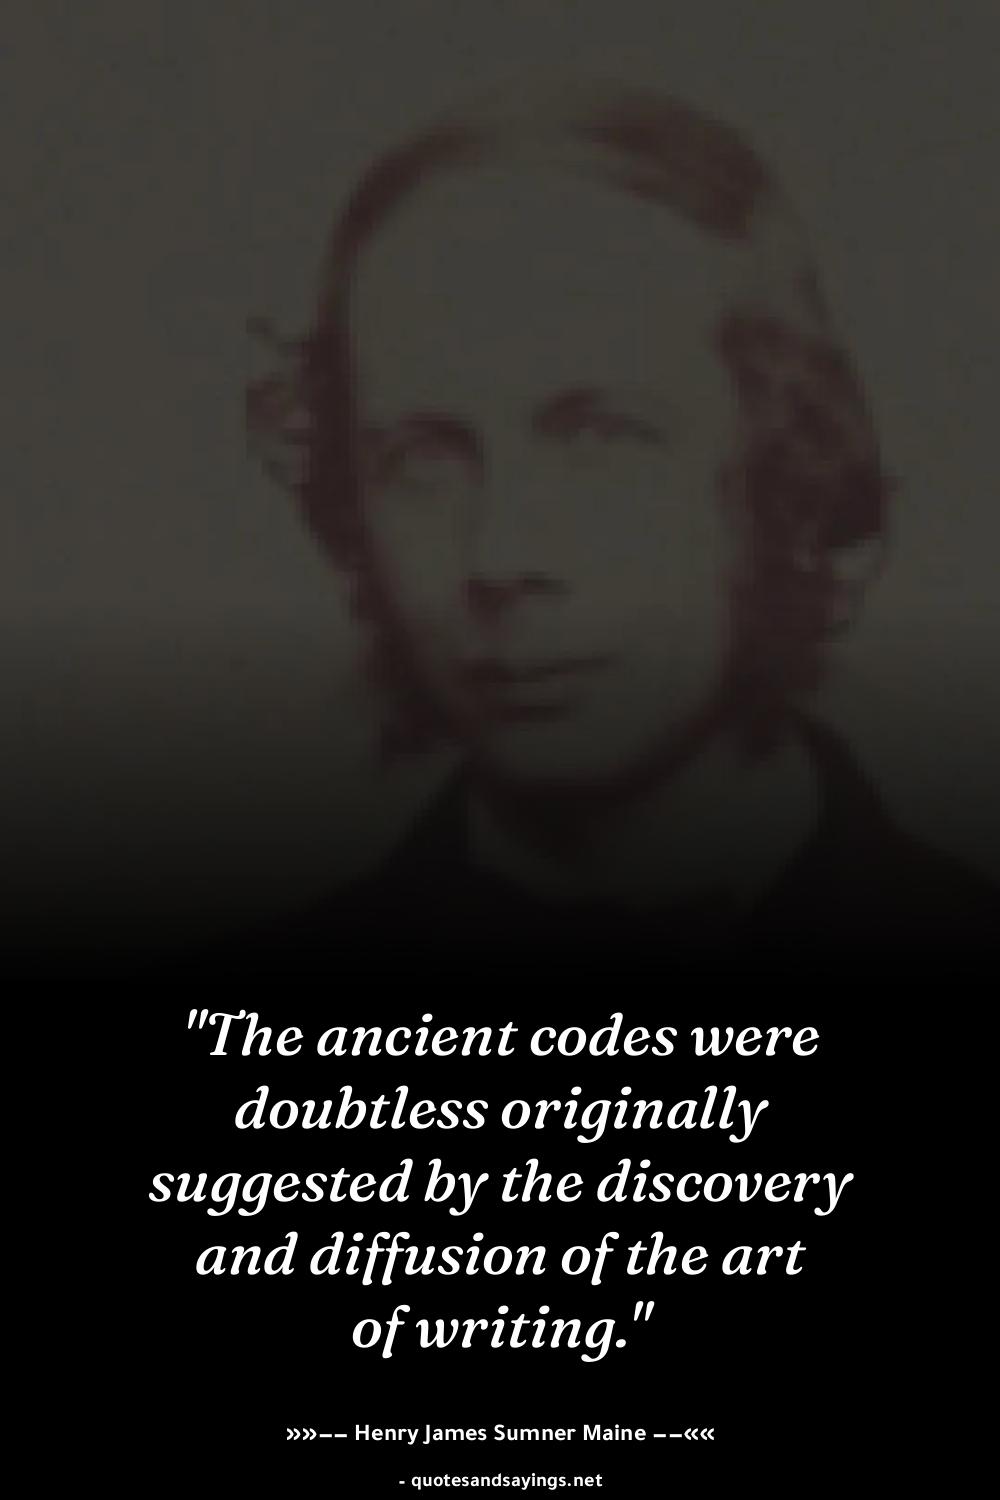 "The ancient codes were
doubtless originally
suggested by the discovery
and diffusion of the art
of writing."
»»−− Henry James Sumner Maine −−««
- quotesandsayings.net